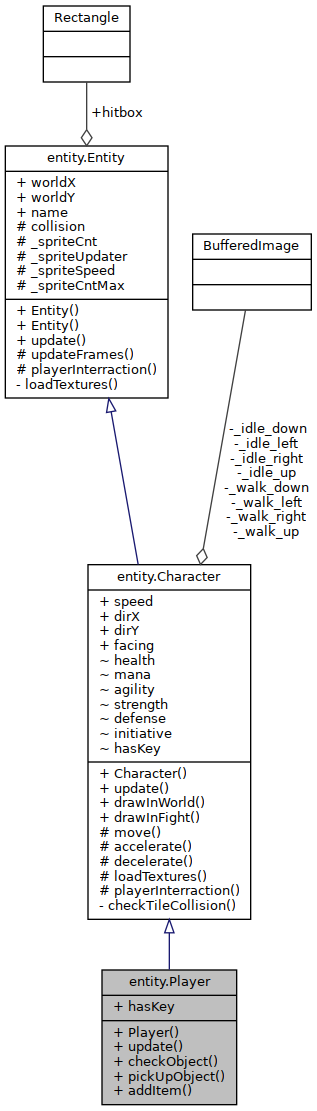 Rectangle
+hitbox
entity.Entity
+ worldX
+ worldY
+ name
# collision
# _spriteCnt
# _spriteUpdater
# _spriteSpeed
# _spriteCntMax
+ Entity()
+ Entity()
+ update()
# updateFrames()
# playerInterraction()
- loadTextures()
BufferedImage
-_idle_down
-_idle_left
-_idle_right
-_idle_up
-_walk_down
-_walk_left
-_walk_right
-_walk_up
entity.Character
+ speed
+ dirX
+ dirY
+ facing
~ health
~ mana
~ agility
~ strength
~ defense
~ initiative
~ hasKey
+ Character()
+ update()
+ drawInWorld()
+ drawInFight()
# move()
# accelerate()
# decelerate()
# loadTextures()
# playerInterraction()
- checkTileCollision()
entity.Player
+ hasKey
+ Player()
+ update()
+ checkObject()
+ pickUpObject()
+ addItem()